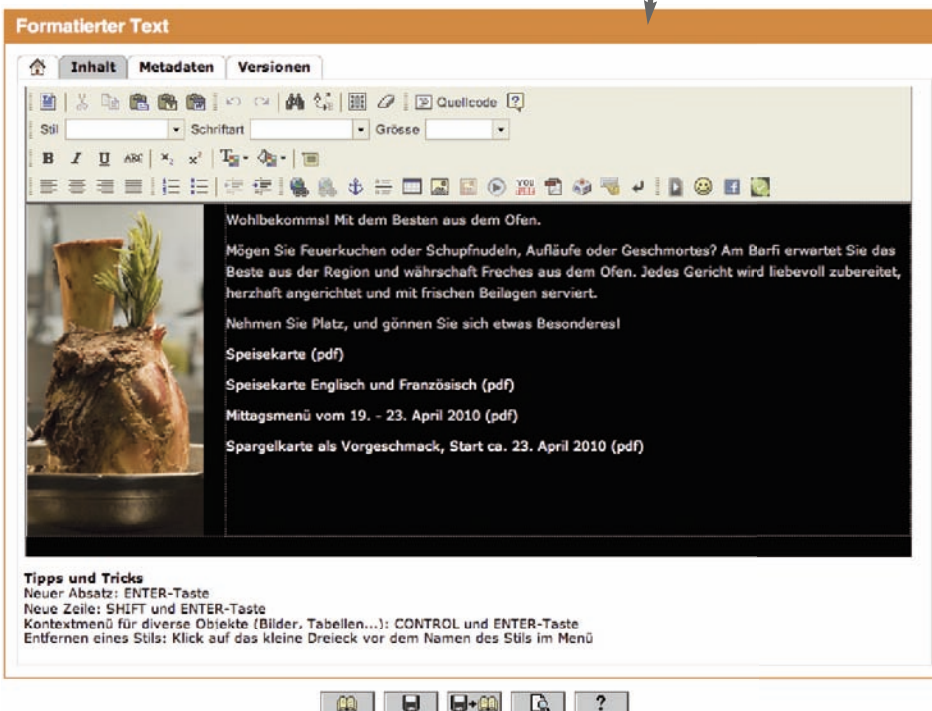 Formatierter Text
Inhalt Metadaten Versionen
Quellcode
Stil Schriftart Grösse
B I U ABC x₂ x²
YOU
Wohlbekomms! Mit dem Besten aus dem Ofen.
Mögen Sie Feuerkuchen oder Schupfnudeln, Aufläufe oder Geschmortes? Am Barfi erwartet Sie das
Beste aus der Region und währschaft Freches aus dem Ofen. Jedes Gericht wird liebevoll zubereitet,
herzhaft angerichtet und mit frischen Beilagen serviert.
Nehmen Sie Platz, und gönnen Sie sich etwas Besonderes!
Speisekarte (pdf)
Speisekarte Englisch und Französisch (pdf)
Mittagsmenü vom 19. - 23. April 2010 (pdf)
Spargelkarte als Vorgeschmack, Start ca. 23. April 2010 (pdf)
Tipps und Tricks
Neuer Absatz: ENTER-Taste
Neue Zeile: SHIFT und ENTER-Taste
Kontextmenü für diverse Objekte (Bilder, Tabellen...): CONTROL und ENTER-Taste
Entfernen eines Stils: Klick auf das kleine Dreieck vor dem Namen des Stils im Menü
?